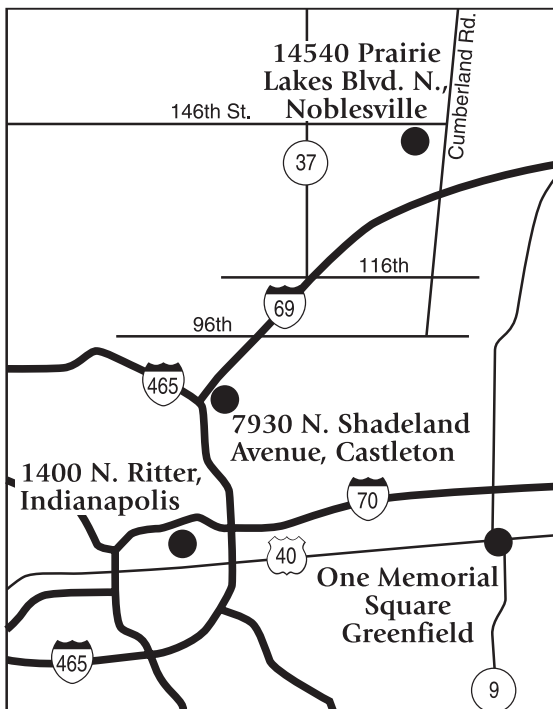 14540 Prairie
Lakes Blvd. N.,
Noblesville
146th St.
Cumberland Rd.
37
116th
69
96th
465
7930 N. Shadeland
Avenue, Castleton
1400 N. Ritter,
Indianapolis
70
40
One Memorial
Square
Greenfield
465
9